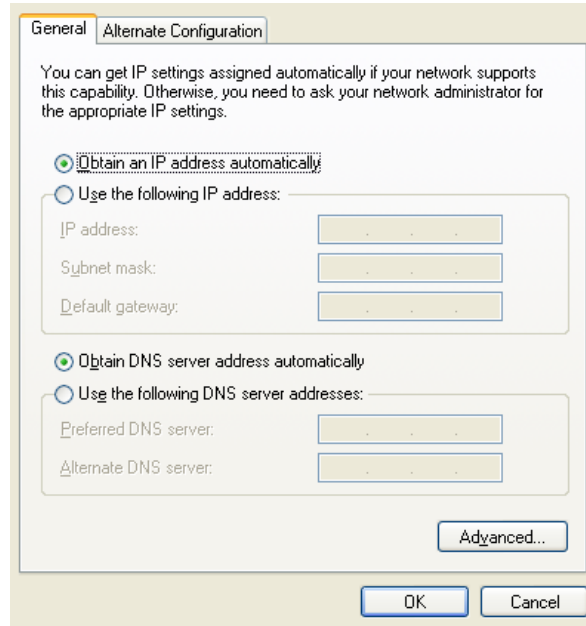 General
Alternate Configuration
You can get IP settings assigned automatically if your network supports
this capability. Otherwise, you need to ask your network administrator for
the appropriate IP settings.
Obtain an IP address automatically
Use the following IP address:
IP address:
Subnet mask:
Default gateway:
Obtain DNS server address automatically
Use the following DNS server addresses:
Preferred DNS server:
Alternate DNS server:
Advanced...
OK
Cancel